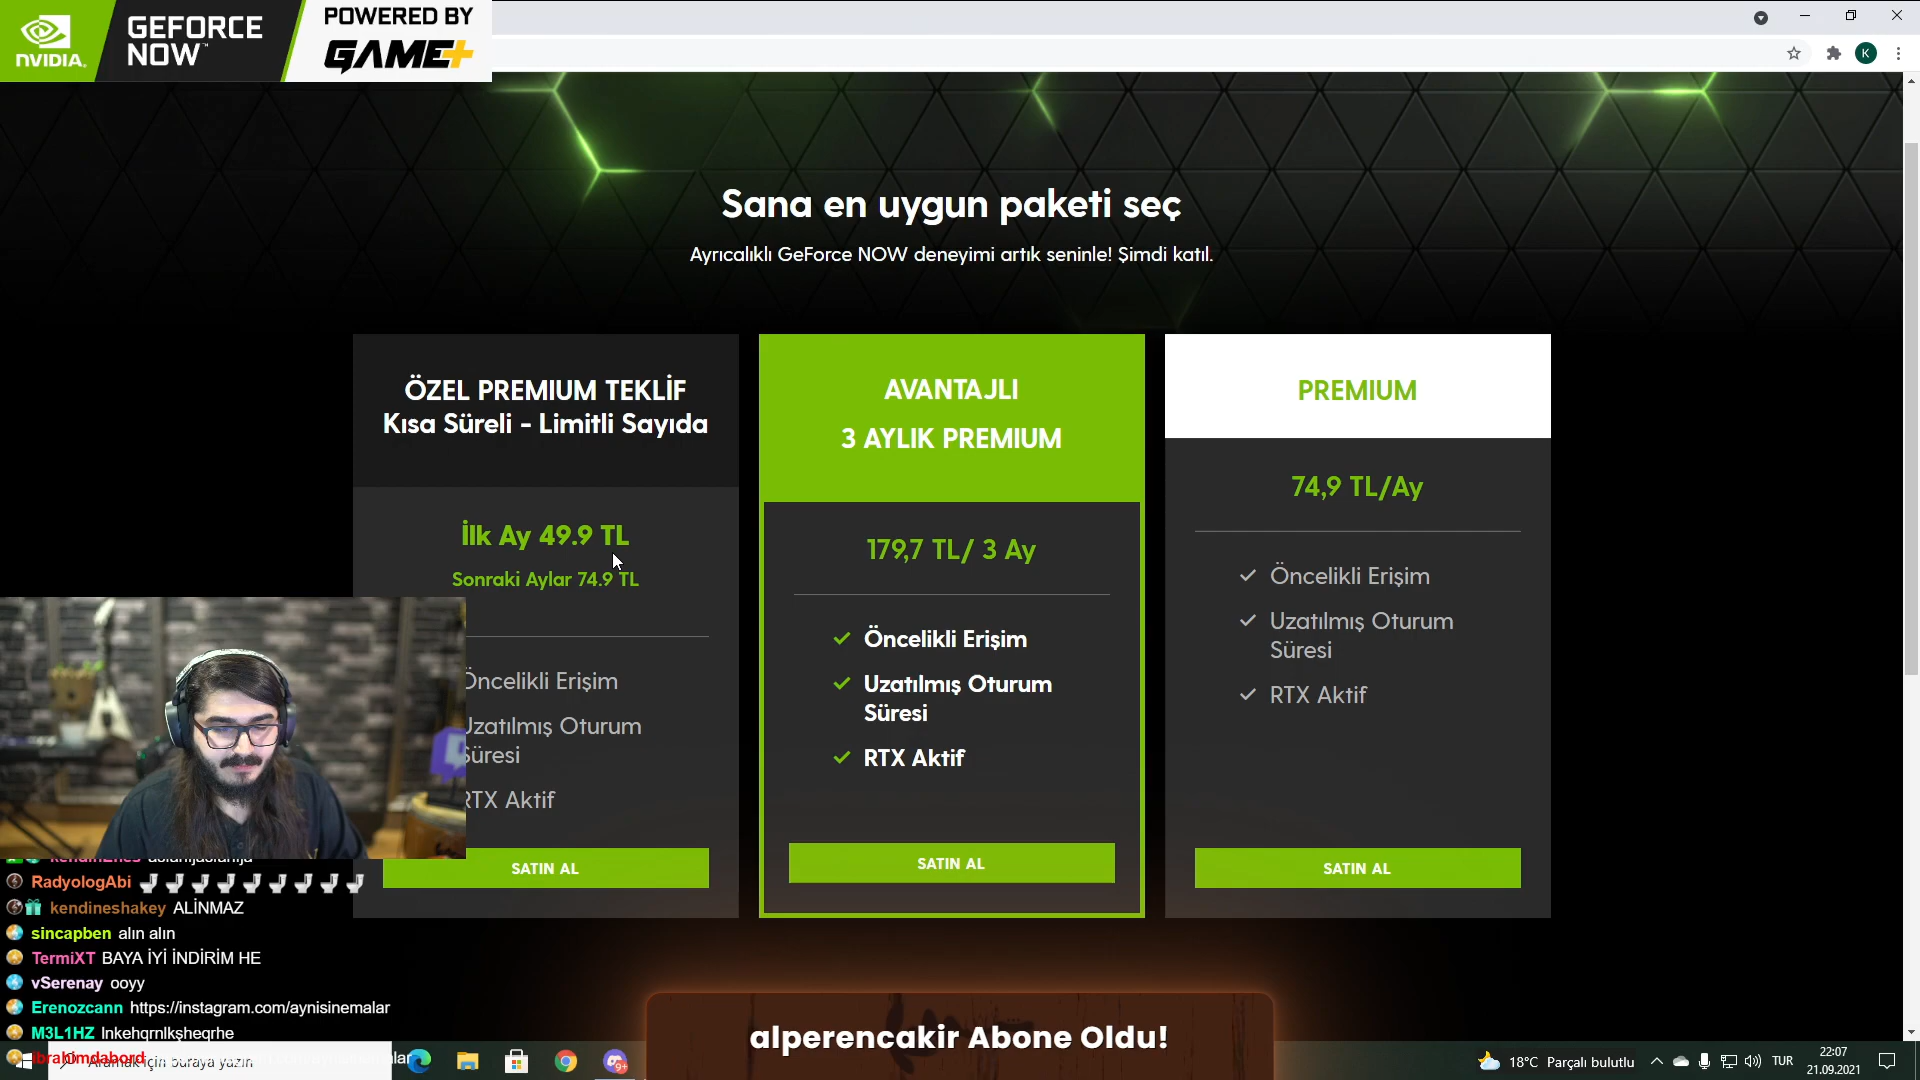 NVIDIA.
GEFORCE
NOW
POWERED BY
GAME+
K
Sana en uygun paketi seç
Ayrıcalıklı GeForce NOW deneyimi artık seninle! Şimdi katıl.
ÖZEL PREMIUM TEKLİF
Kısa Süreli - Limitli Sayıda
İlk Ay 49.9 TL
Sonraki Aylar 74.9 TL
Öncelikli Erişim
Uzatılmış Oturum
Süresi
RTX Aktif
SATIN AL
AVANTAJLI
3 AYLIK PREMIUM
179,7 TL/ 3 Ay
Öncelikli Erişim
Uzatılmış Oturum
Süresi
RTX Aktif
SATIN AL
PREMIUM
74,9 TL/Ay
Öncelikli Erişim
Uzatılmış Oturum
Süresi
RTX Aktif
SATIN AL
RadyologAbi
kendineshakey ALİNMAZ
sincapben alın alın
TermiXT BAYA İYİ İNDİRİM HE
vSerenay ooyy
Erenozcann https://instagram.com/aynisinemalar
M3L1HZ
alperencakir Abone Oldu!
18°C Parçalı bulutlu
TUR
22:07
21.09.2021